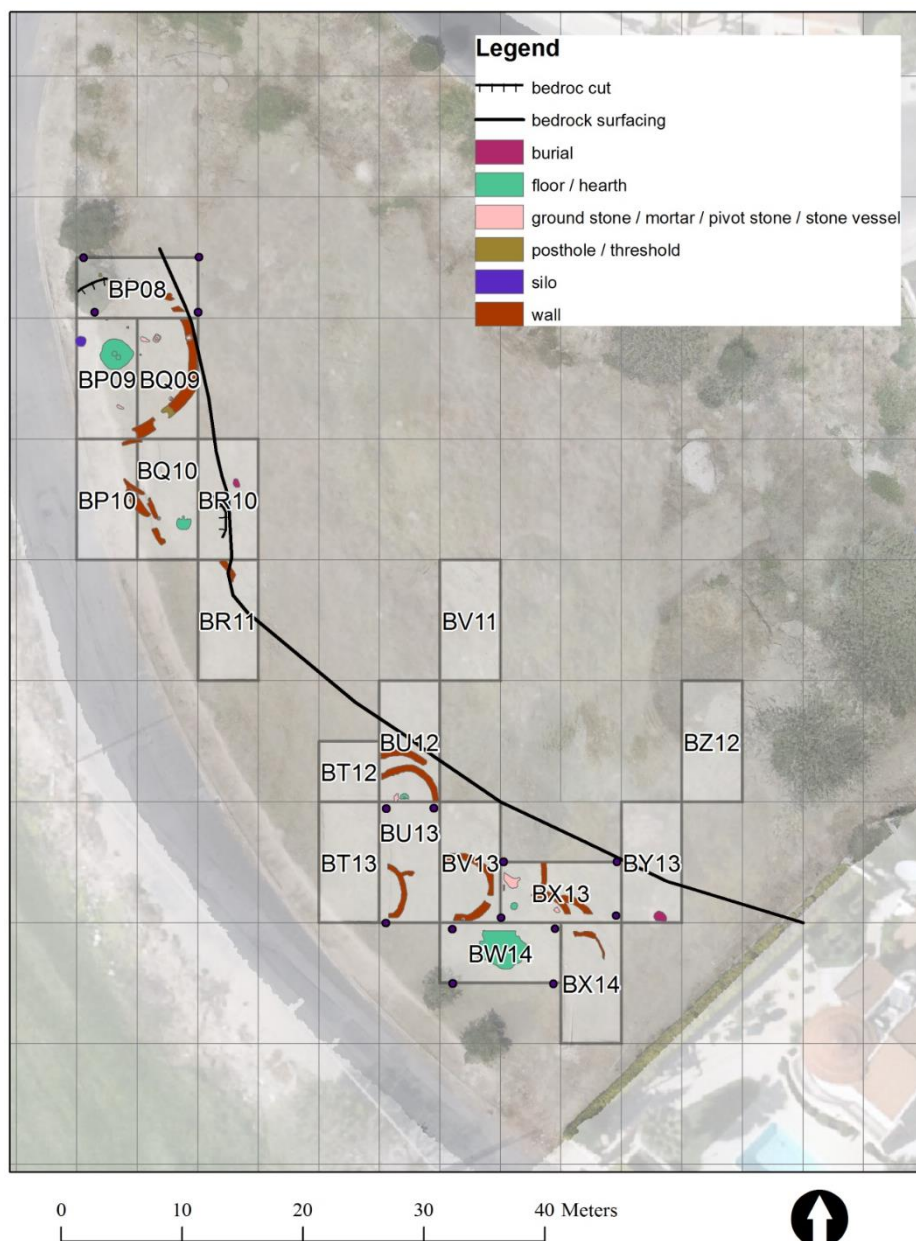 Legend
bedroc cut
bedrock surfacing
burial
floor / hearth
ground stone / mortar / pivot stone / stone vessel
posthole / threshold
silo
wall
BP08
BP09 BQ09
BP10 BQ10 BR10
BR11 BV11
BU12
BT12 BZ12
BT13 BU13 BV13 BX13 BY13
BW14 BX14
0 10 20 30 40 Meters